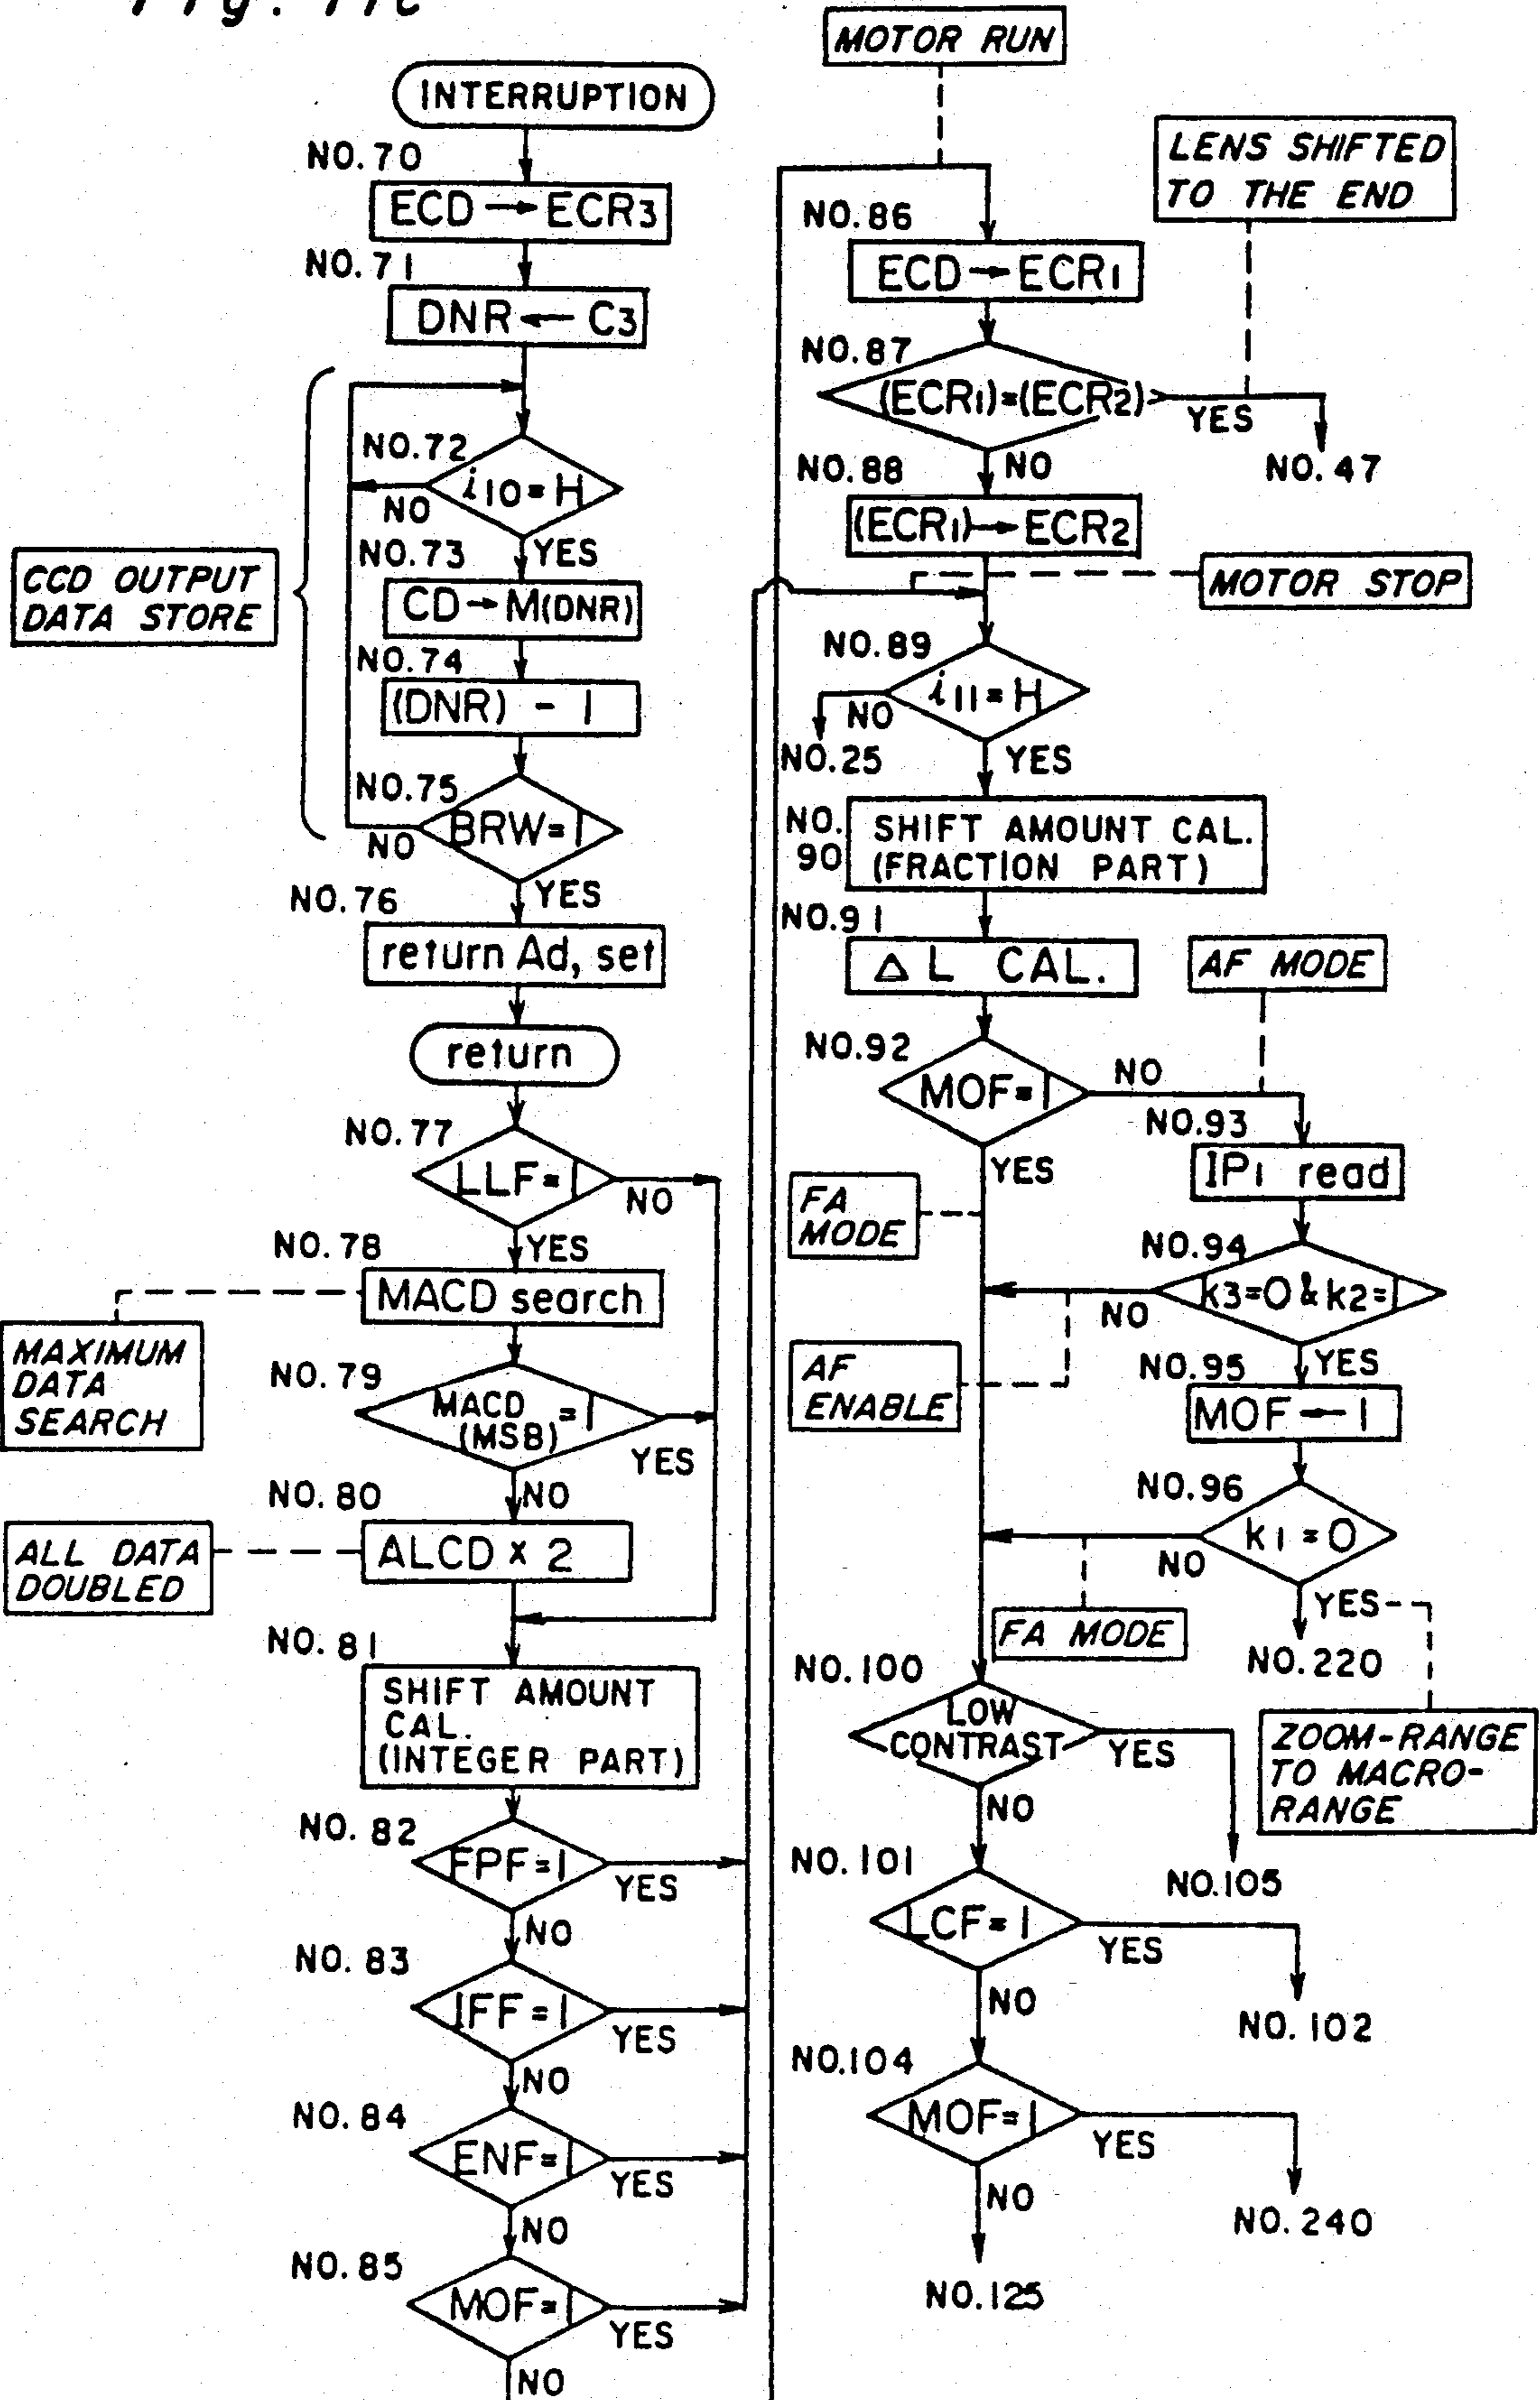 Fig. 11c
INTERRUPTION
NO.70
ECD → ECR3
NO.71
DNR ← C3
CCD OUTPUT
DATA STORE
NO.72
i10=H
NO
YES
NO.73
CD→M(DNR)
NO.74
(DNR) - 1
NO.75
BRW=1
NO
YES
NO.76
return Ad, set
return
NO.77
LLF=1
NO
YES
NO.78
MACD search
MAXIMUM
DATA
SEARCH
NO.79
MACD
(MSB)
=1
YES
NO
NO.80
ALCD x 2
ALL DATA
DOUBLED
NO.81
SHIFT AMOUNT
CAL.
(INTEGER PART)
NO.82
FPF=1
YES
NO
NO.83
IFF=1
YES
NO
NO.84
ENF=1
YES
NO
NO.85
MOF=1
YES
NO
MOTOR RUN
LENS SHIFTED
TO THE END
NO.86
ECD→ECR1
NO.87
(ECR1)=(ECR2)
YES
NO.47
NO
NO.88
(ECR1)→ECR2
MOTOR STOP
NO.89
i11=H
NO
NO.25
YES
NO.
90
SHIFT AMOUNT CAL.
(FRACTION PART)
NO.91
△L CAL.
AF MODE
NO.92
MOF=1
NO
YES
NO.93
IP1 read
FA
MODE
NO.94
k3=0 & k2=1
NO
YES
AF
ENABLE
NO.95
MOF←1
NO.96
k1=0
NO
YES
NO.220
FA MODE
ZOOM-RANGE
TO MACRO-
RANGE
NO.100
LOW
CONTRAST
YES
NO.105
NO
NO.101
LCF=1
YES
NO.102
NO
NO.104
MOF=1
YES
NO.240
NO
NO.125